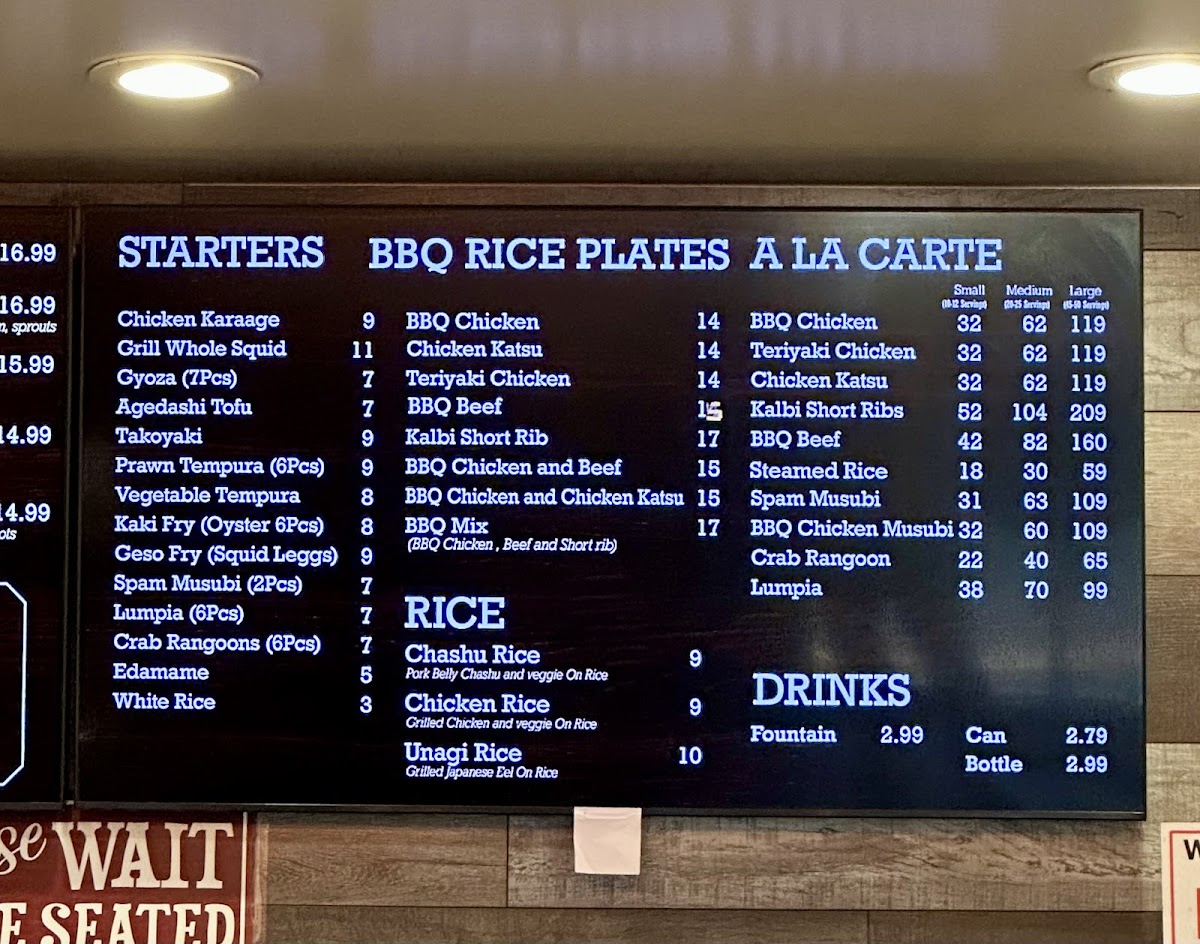 16.99
16.99
sprouts
15.99
14.99
14.99
STARTERS
Chicken Karaage 9
Grill Whole Squid 11
Gyoza (7Pcs) 7
Agedashi Tofu 7
Takoyaki 9
Prawn Tempura (6Pcs) 9
Vegetable Tempura 8
Kaki Fry (Oyster 6Pcs) 8
Geso Fry (Squid Leggs) 9
Spam Musubi (2Pcs) 7
Lumpia (6Pcs) 7
Crab Rangoons (6Pcs) 7
Edamame 5
White Rice 3
BBQ RICE PLATES
BBQ Chicken 14
Chicken Katsu 14
Teriyaki Chicken 14
BBQ Beef 15
Kalbi Short Rib 17
BBQ Chicken and Beef 15
BBQ Chicken and Chicken Katsu 15
BBQ Mix 17
(BBQ Chicken , Beef and Short rib)
RICE
Chashu Rice 9
Pork Belly Chashu and veggie On Rice
Chicken Rice 9
Grilled Chicken and veggie On Rice
Unagi Rice 10
Grilled Japanese Eel On Rice
A LA CARTE
Small Medium Large
(10-12 Servings) (20-25 Servings) (45-50 Servings)
BBQ Chicken 32 62 119
Teriyaki Chicken 32 62 119
Chicken Katsu 32 62 119
Kalbi Short Ribs 52 104 209
BBQ Beef 42 82 160
Steamed Rice 18 30 59
Spam Musubi 31 63 109
BBQ Chicken Musubi 32 60 109
Crab Rangoon 22 40 65
Lumpia 38 70 99
DRINKS
Fountain 2.99 Can 2.79
Bottle 2.99
WAIT
SEATED